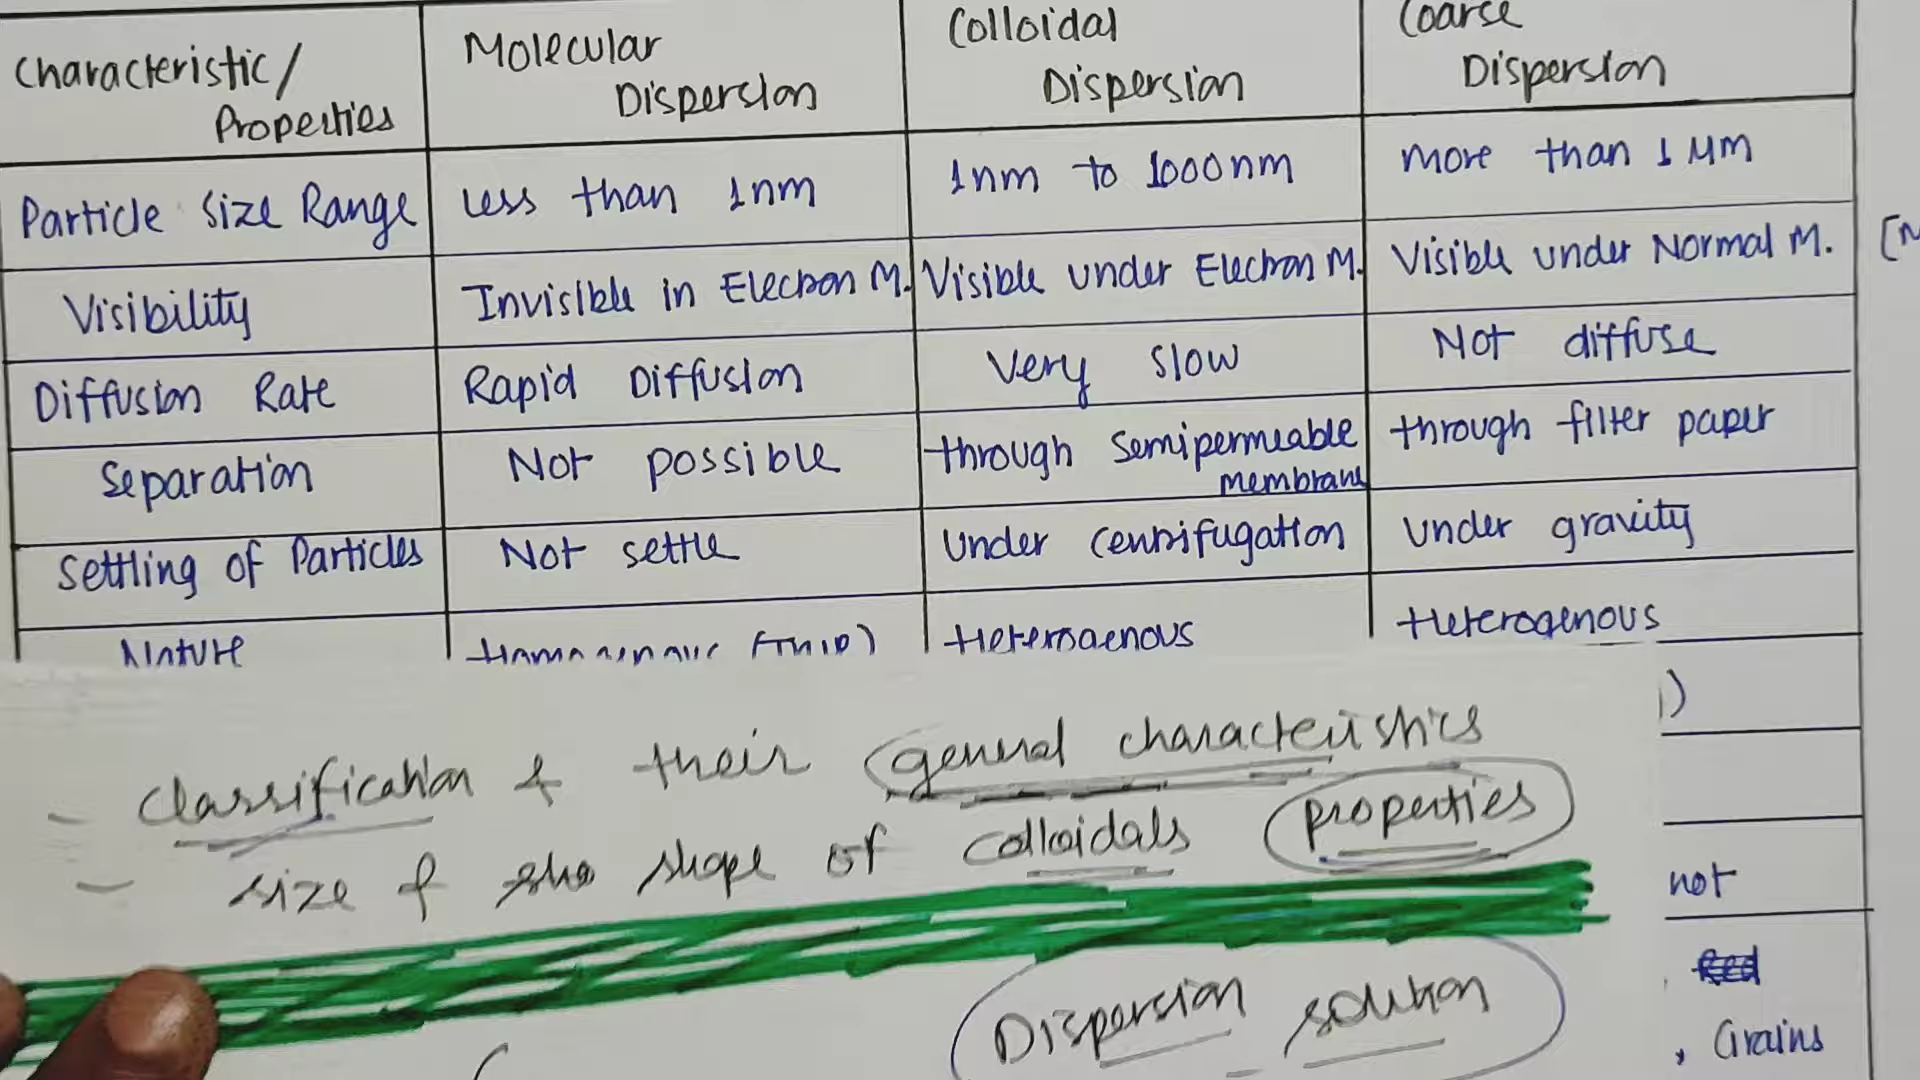 Characteristic/
Properties
Molecular
Dispersion
Colloidal
Dispersion
Coarse
Dispersion
Particle Size Range
Less than 1nm
1nm to 1000nm
more than 1 μm
Visibility
Invisible in Electron M.
Visible under Electron M.
Visible under Normal M.
Diffusion Rate
Rapid Diffusion
Very slow
Not diffuse
Separation
Not possible
through semipermeable
membrane
through filter paper
Settling of Particles
Not settle
Under centrifugation
Under gravity
Nature
Heterogenous
Heterogenous
)
- Classification & their general characteristics
- size & sha shape of colloidals properties
not
Dispersion solution
, Grains